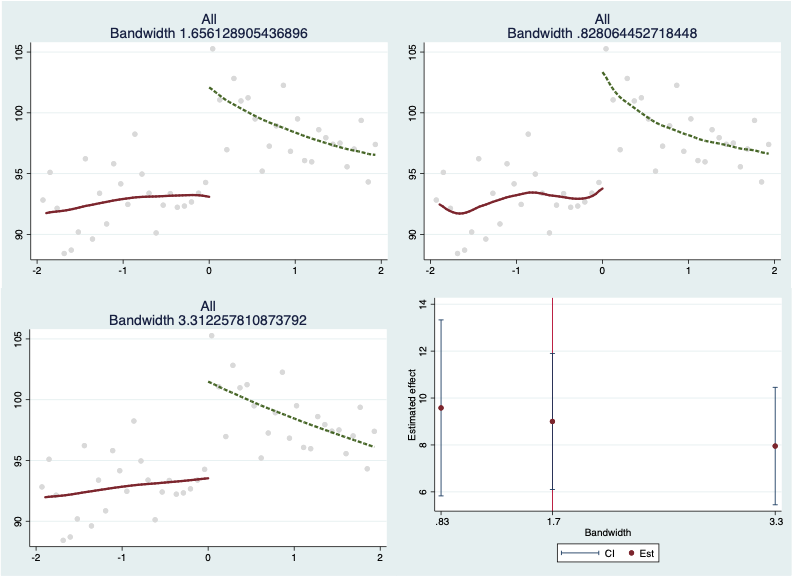 All
Bandwidth 1.656128905436896
105
100
95
90
-2 -1 0 1 2
All
Bandwidth .828064452718448
105
100
95
90
-2 -1 0 1 2
All
Bandwidth 3.312257810873792
105
100
95
90
-2 -1 0 1 2
Estimated effect
14
12
10
8
6
.83 1.7 3.3
Bandwidth
CI Est